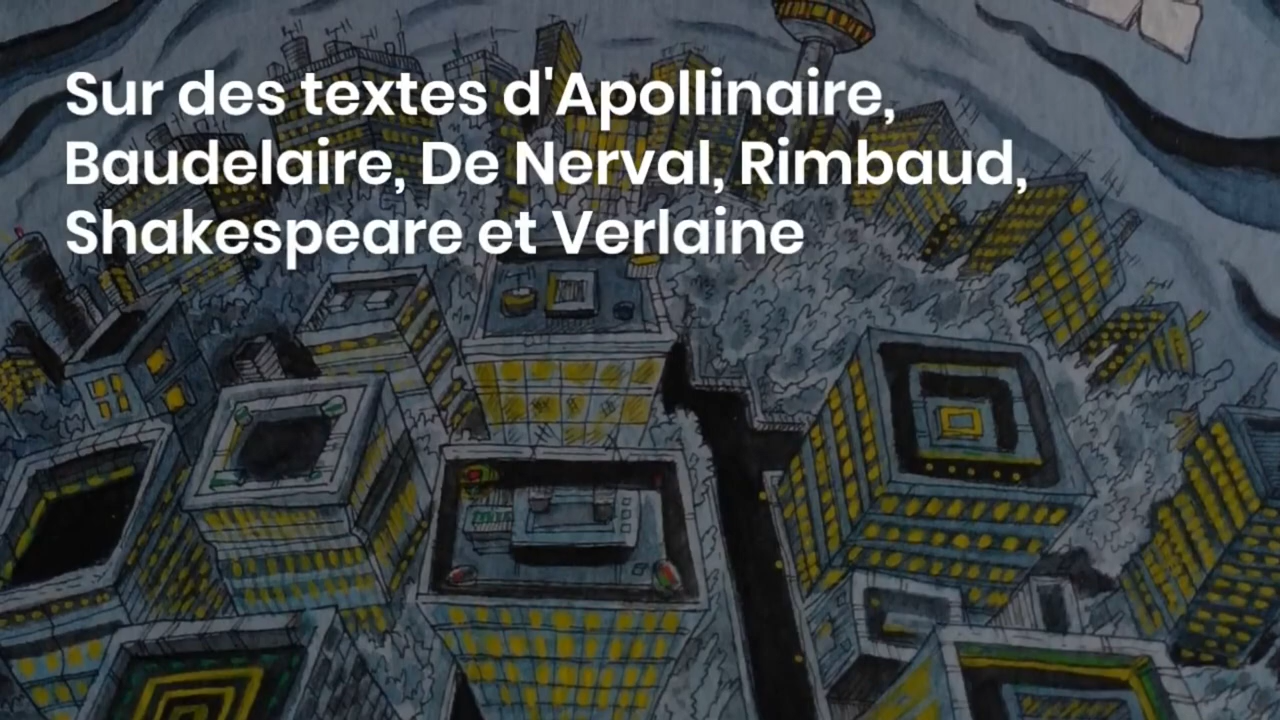 Sur des textes d'Apollinaire,
Baudelaire, De Nerval, Rimbaud,
Shakespeare et Verlaine